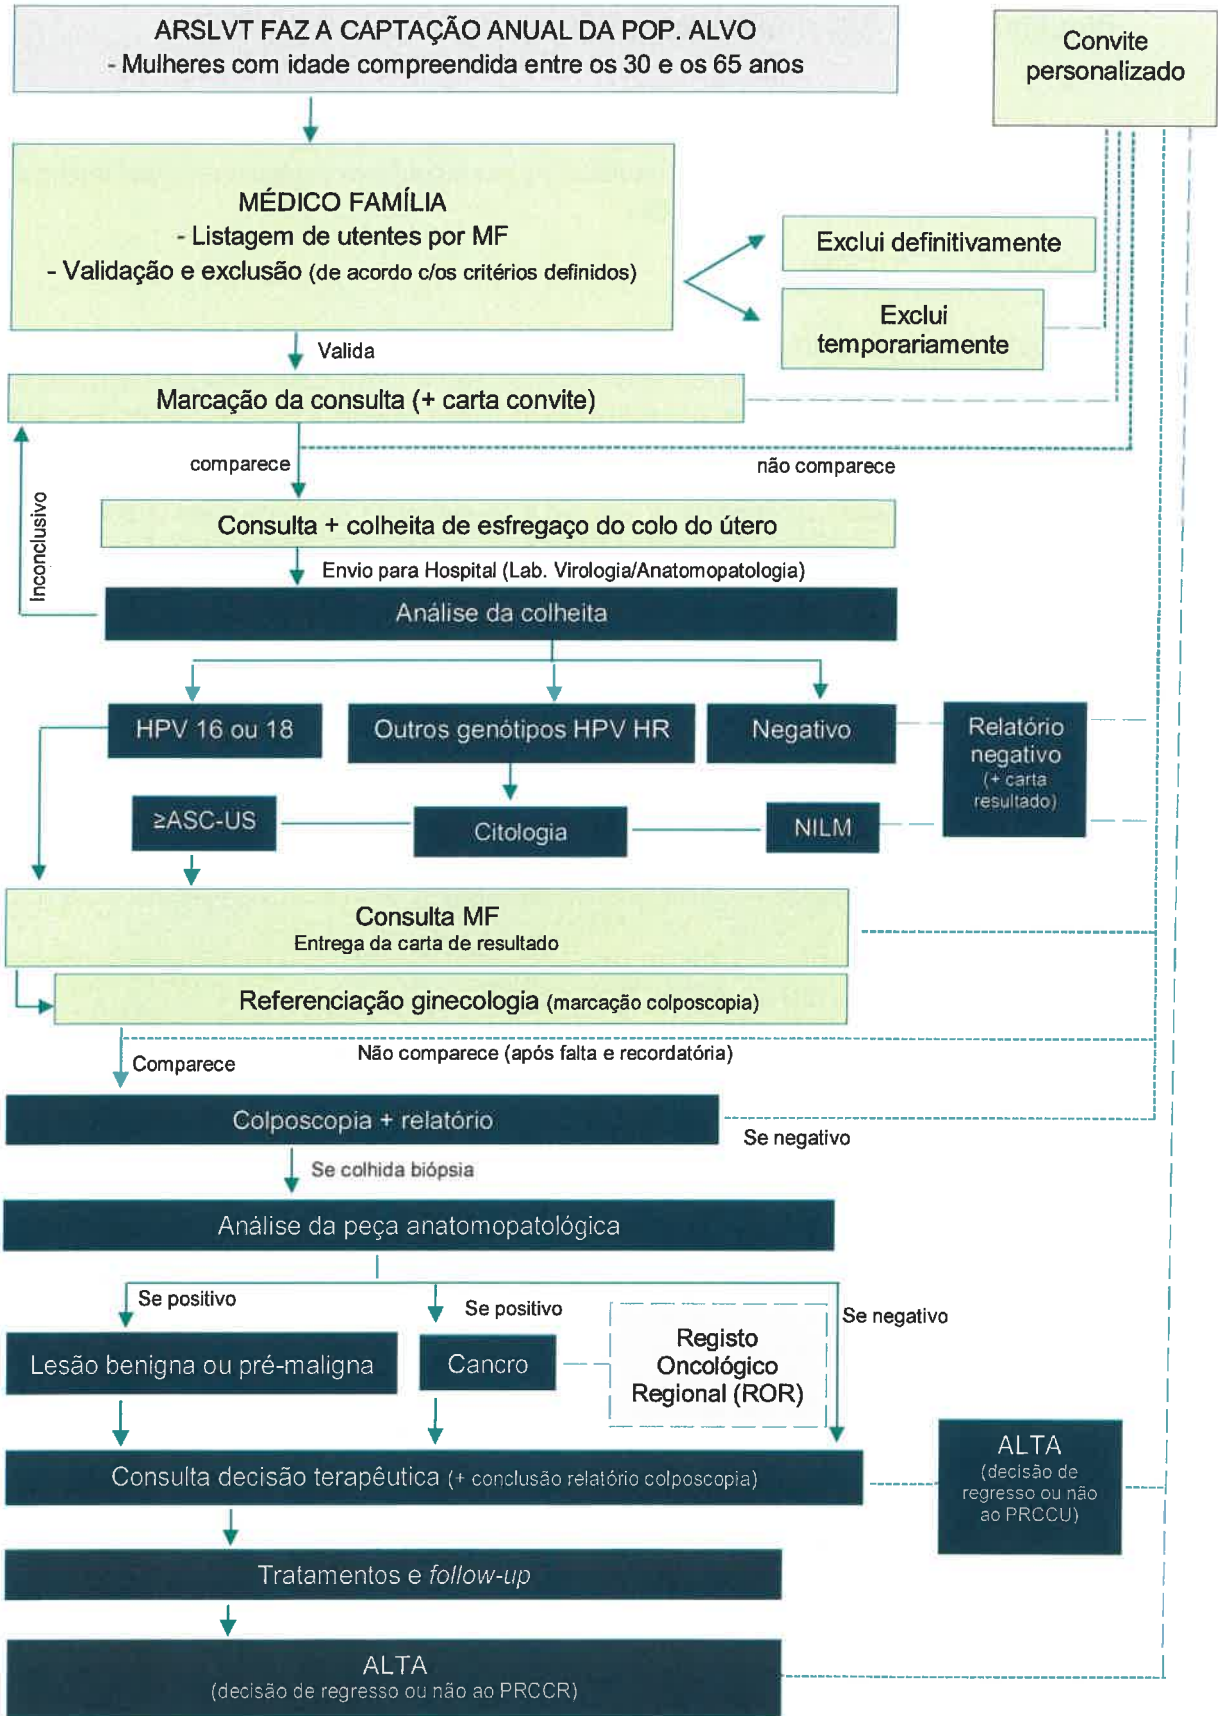 ARSLVT FAZ A CAPTAÇÃO ANUAL DA POP. ALVO
- Mulheres com idade compreendida entre os 30 e os 65 anos
Convite
personalizado
MÉDICO FAMÍLIA
- Listagem de utentes por MF
- Validação e exclusão (de acordo c/os critérios definidos)
Exclui definitivamente
Exclui
temporariamente
Valida
Marcação da consulta (+ carta convite)
comparece
não comparece
Inconclusivo
Consulta + colheita de esfregaço do colo do útero
Envio para Hospital (Lab. Virologia/Anatomopatologia)
Análise da colheita
HPV 16 ou 18
Outros genótipos HPV HR
Negativo
Relatório
negativo
(+ carta
resultado)
≥ASC-US
Citologia
NILM
Consulta MF
Entrega da carta de resultado
Referenciação ginecologia (marcação colposcopia)
Não comparece (após falta e recordatória)
Comparece
Colposcopia + relatório
Se negativo
Se colhida biópsia
Análise da peça anatomopatológica
Se positivo
Se positivo
Se negativo
Lesão benigna ou pré-maligna
Cancro
Registo
Oncológico
Regional (ROR)
Consulta decisão terapêutica (+ conclusão relatório colposcopia)
ALTA
(decisão de
regresso ou não
ao PRCCU)
Tratamentos e follow-up
ALTA
(decisão de regresso ou não ao PRCCR)